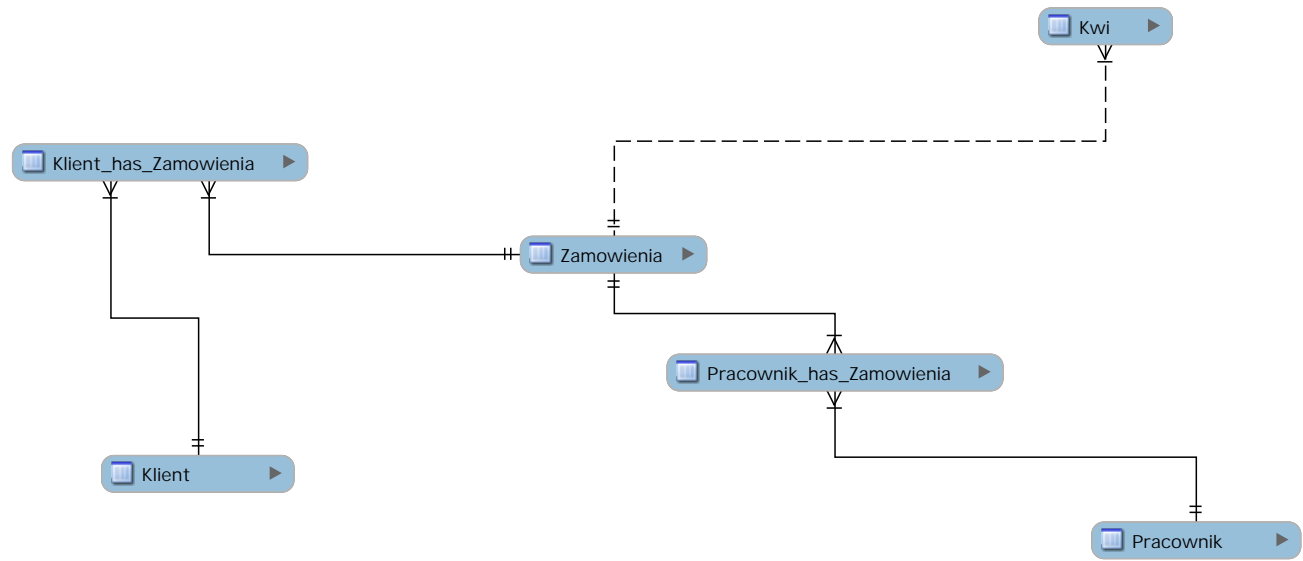 Kwi
Klient_has_Zamowienia
Zamowienia
Pracownik_has_Zamowienia
Klient
Pracownik